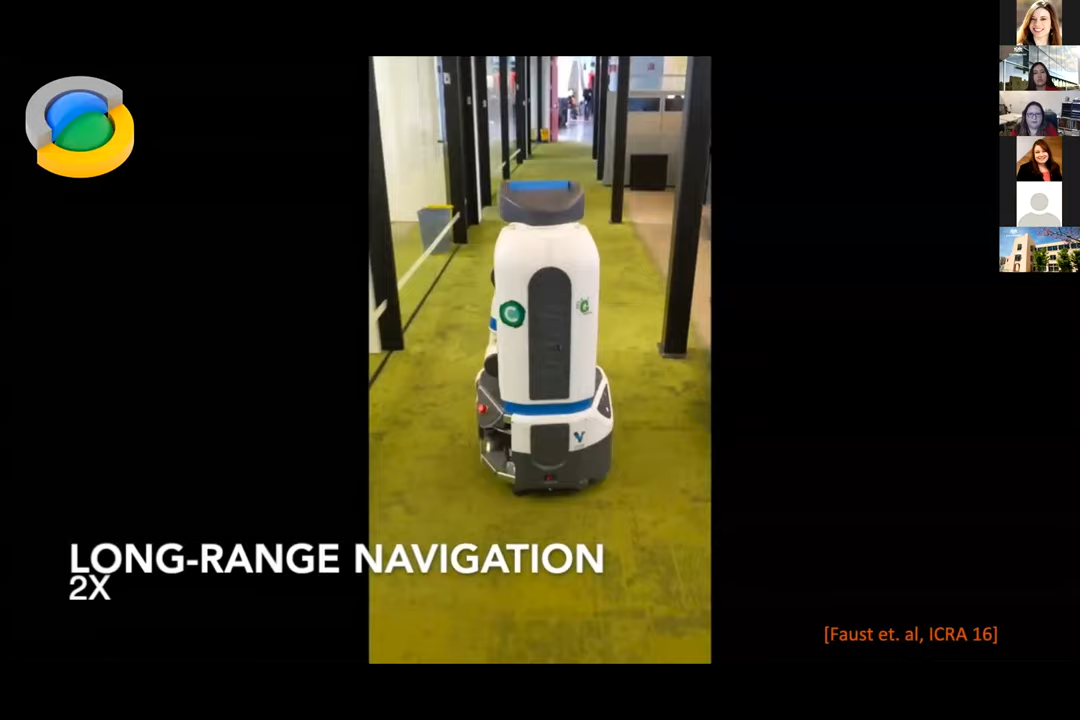 LONG-RANGE NAVIGATION
2X
[Faust et. al, ICRA 16]